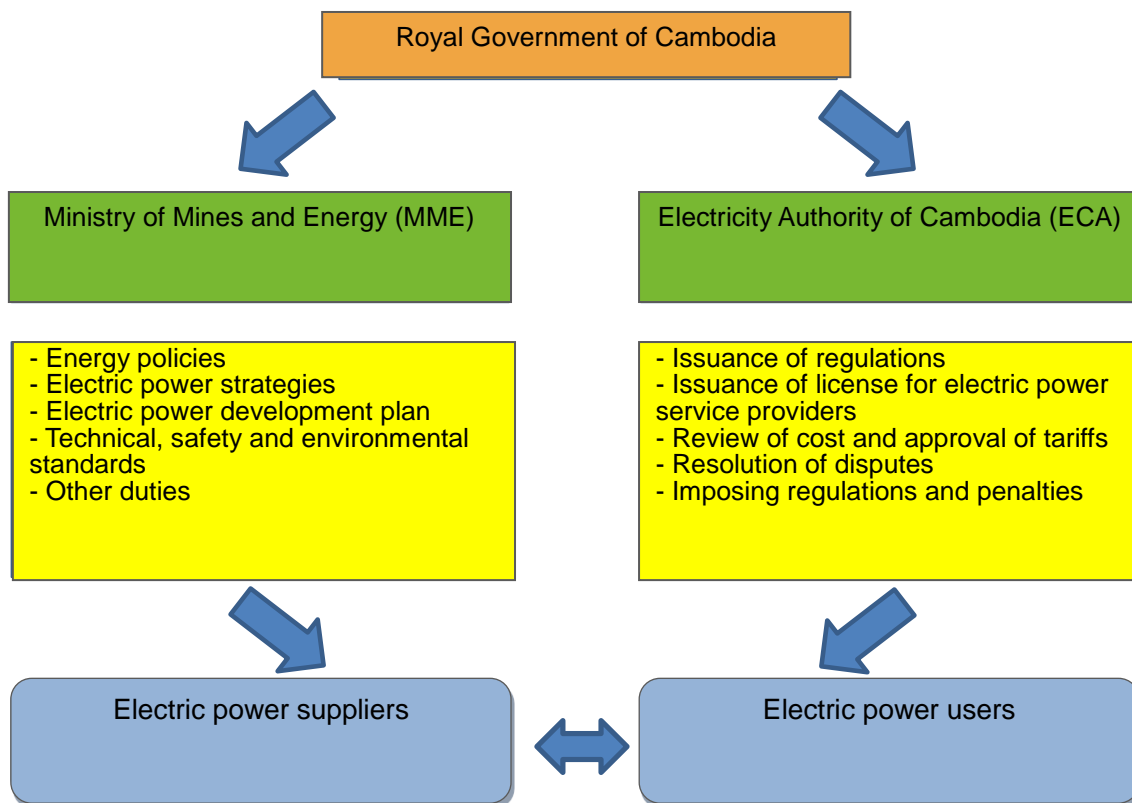 Royal Government of Cambodia
Ministry of Mines and Energy (MME)
Electricity Authority of Cambodia (ECA)
- Energy policies
- Electric power strategies
- Electric power development plan
- Technical, safety and environmental
standards
- Other duties
- Issuance of regulations
- Issuance of license for electric power
service providers
- Review of cost and approval of tariffs
- Resolution of disputes
- Imposing regulations and penalties
Electric power suppliers
Electric power users